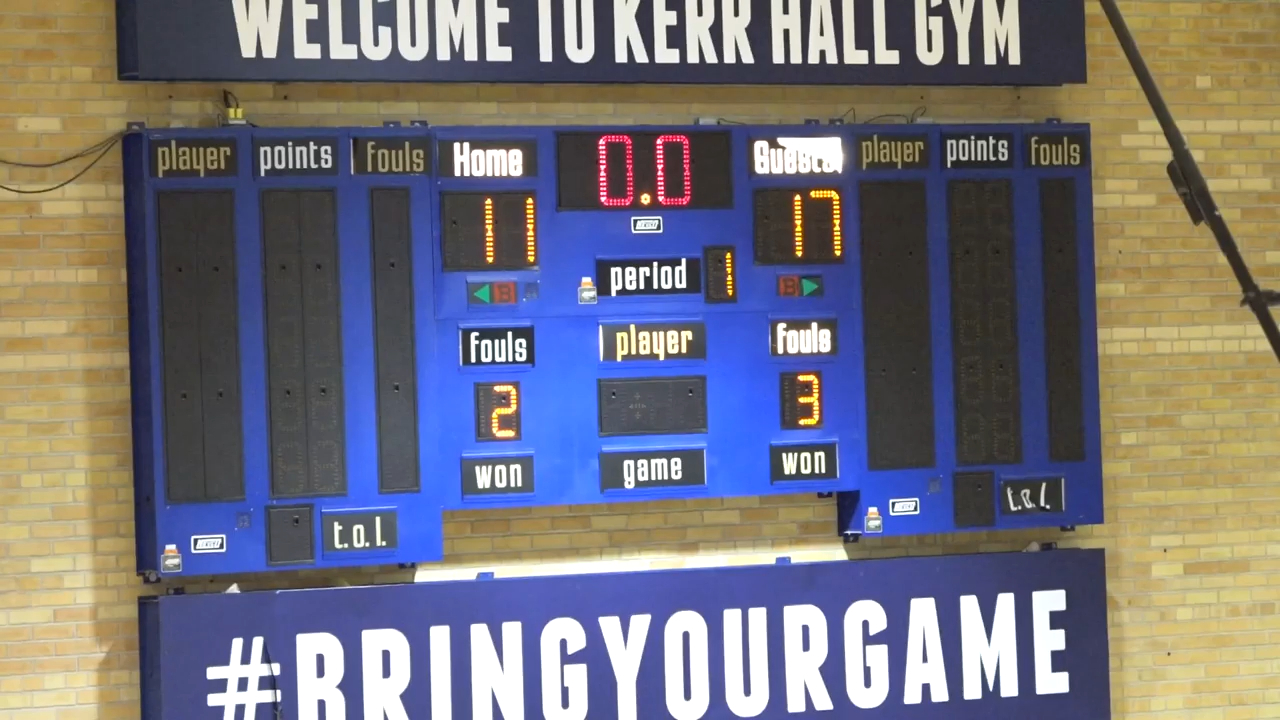 WELCOME TO KERR HALL GYM
player points fouls Home 0.0 Guests player points fouls
11 17
period 1
B B
fouls player fouls
2 3
won game won
t.o.l. t.o.l.
#BRINGYOURGAME